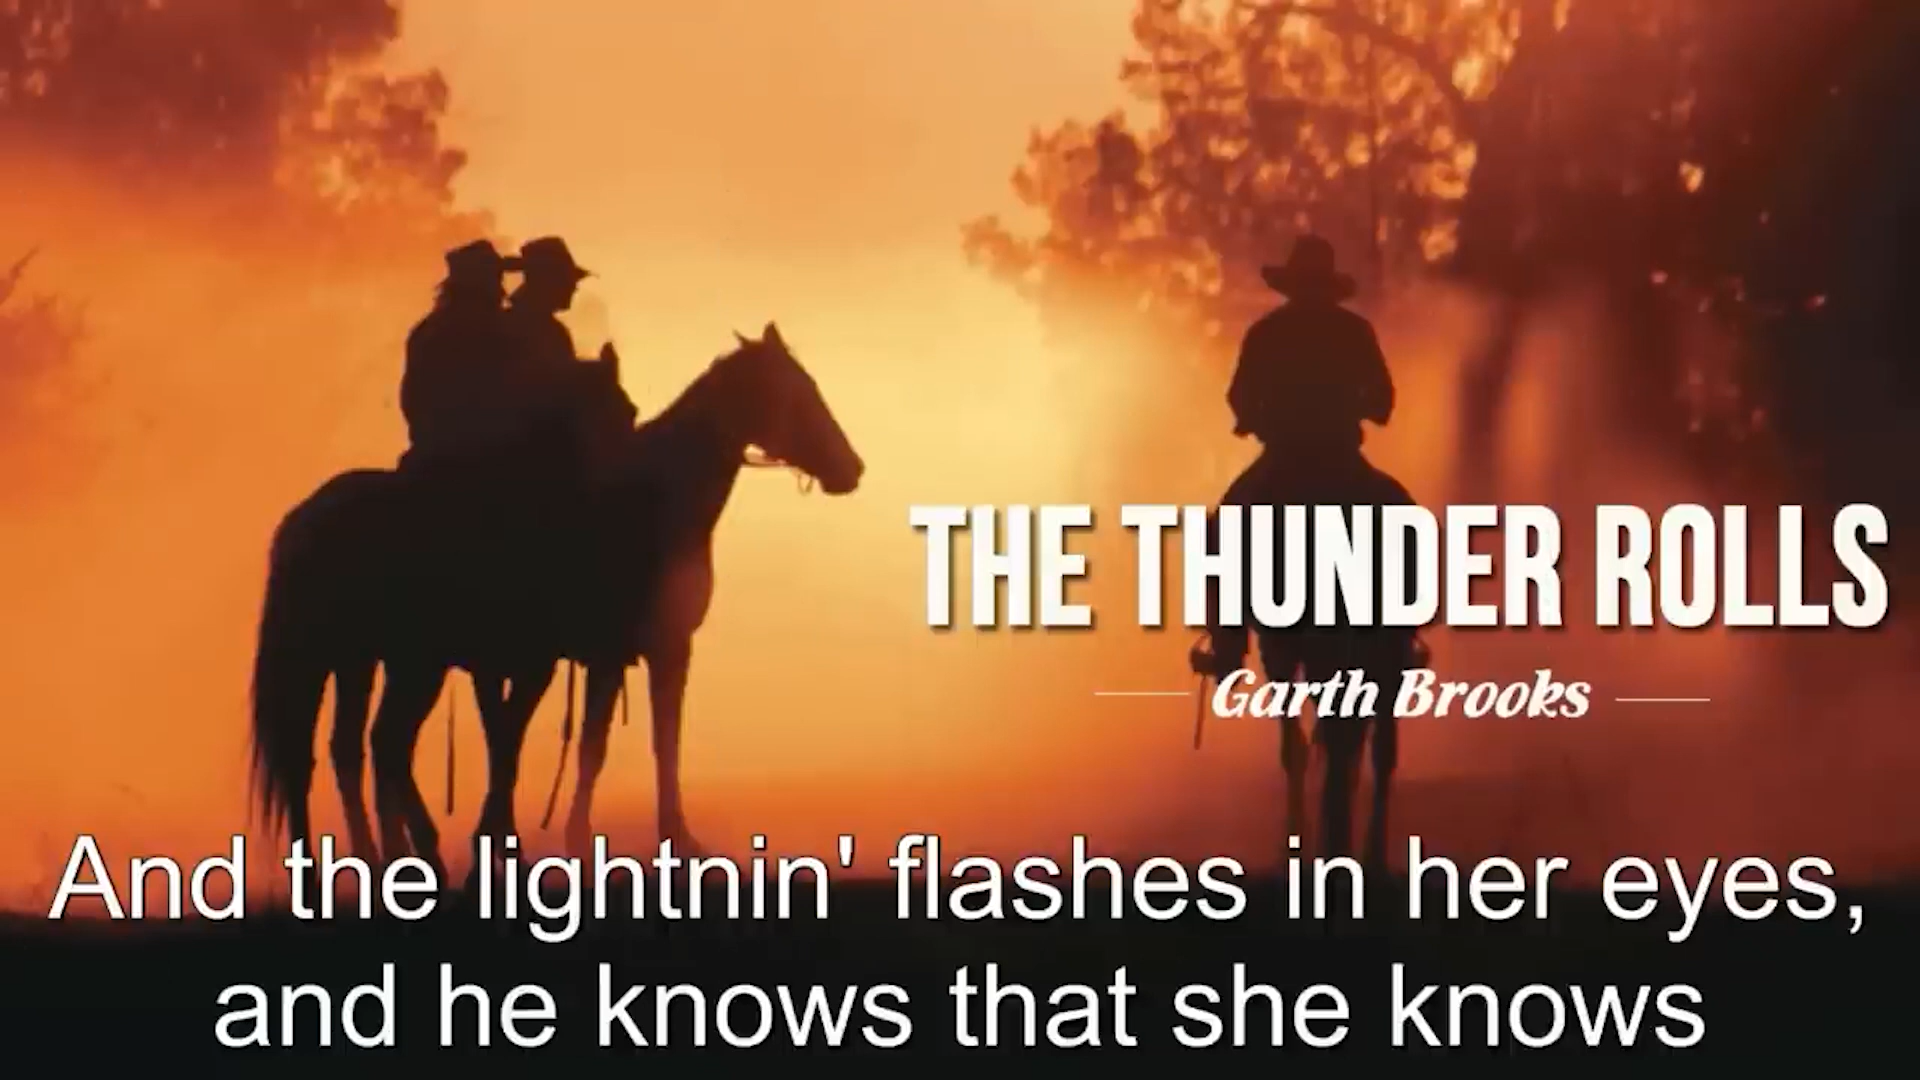 THE THUNDER ROLLS
Garth Brooks
And the lightnin' flashes in her eyes,
and he knows that she knows